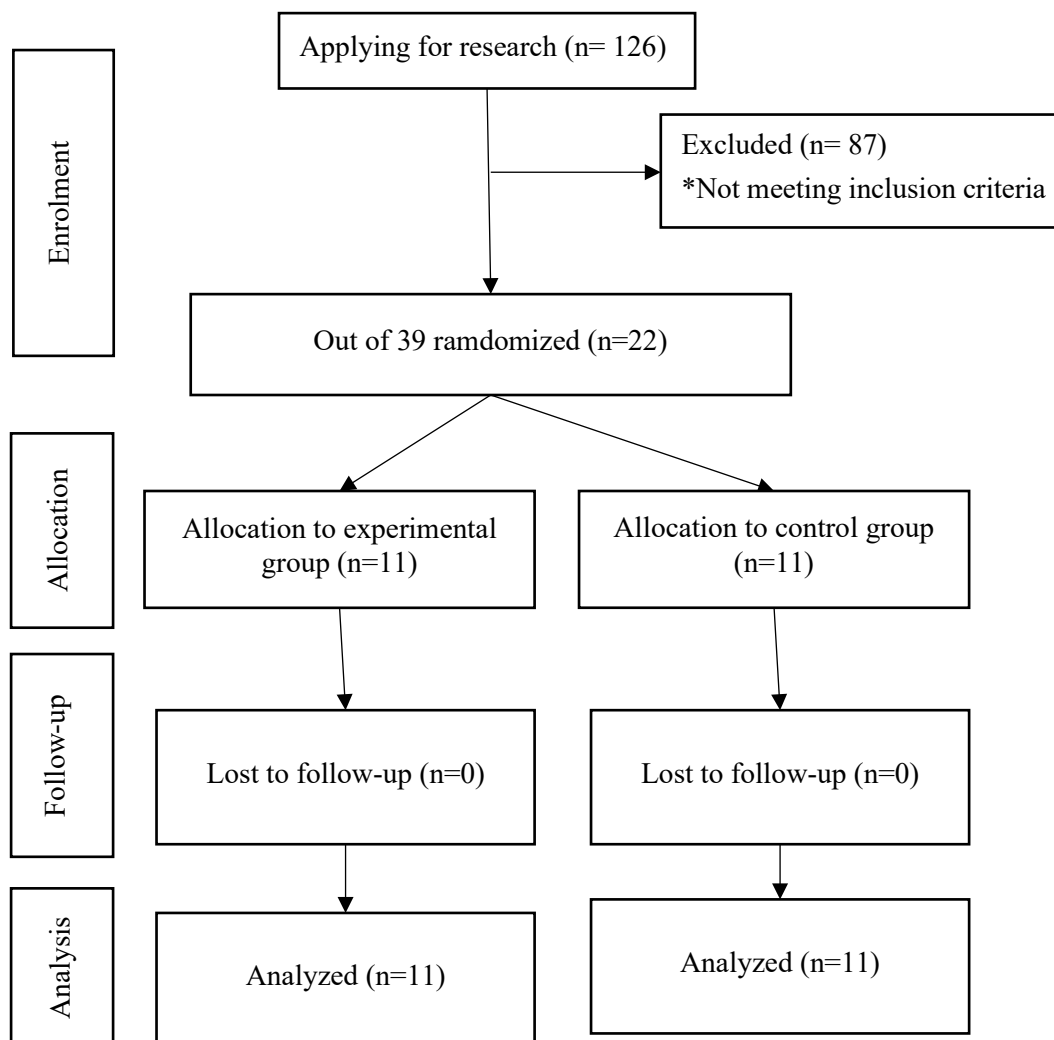 Applying for research (n= 126)
Enrolment
Excluded (n= 87)
*Not meeting inclusion criteria
Out of 39 ramdomized (n=22)
Allocation
Allocation to experimental
group (n=11)
Allocation to control group
(n=11)
Follow-up
Lost to follow-up (n=0)
Lost to follow-up (n=0)
Analysis
Analyzed (n=11)
Analyzed (n=11)